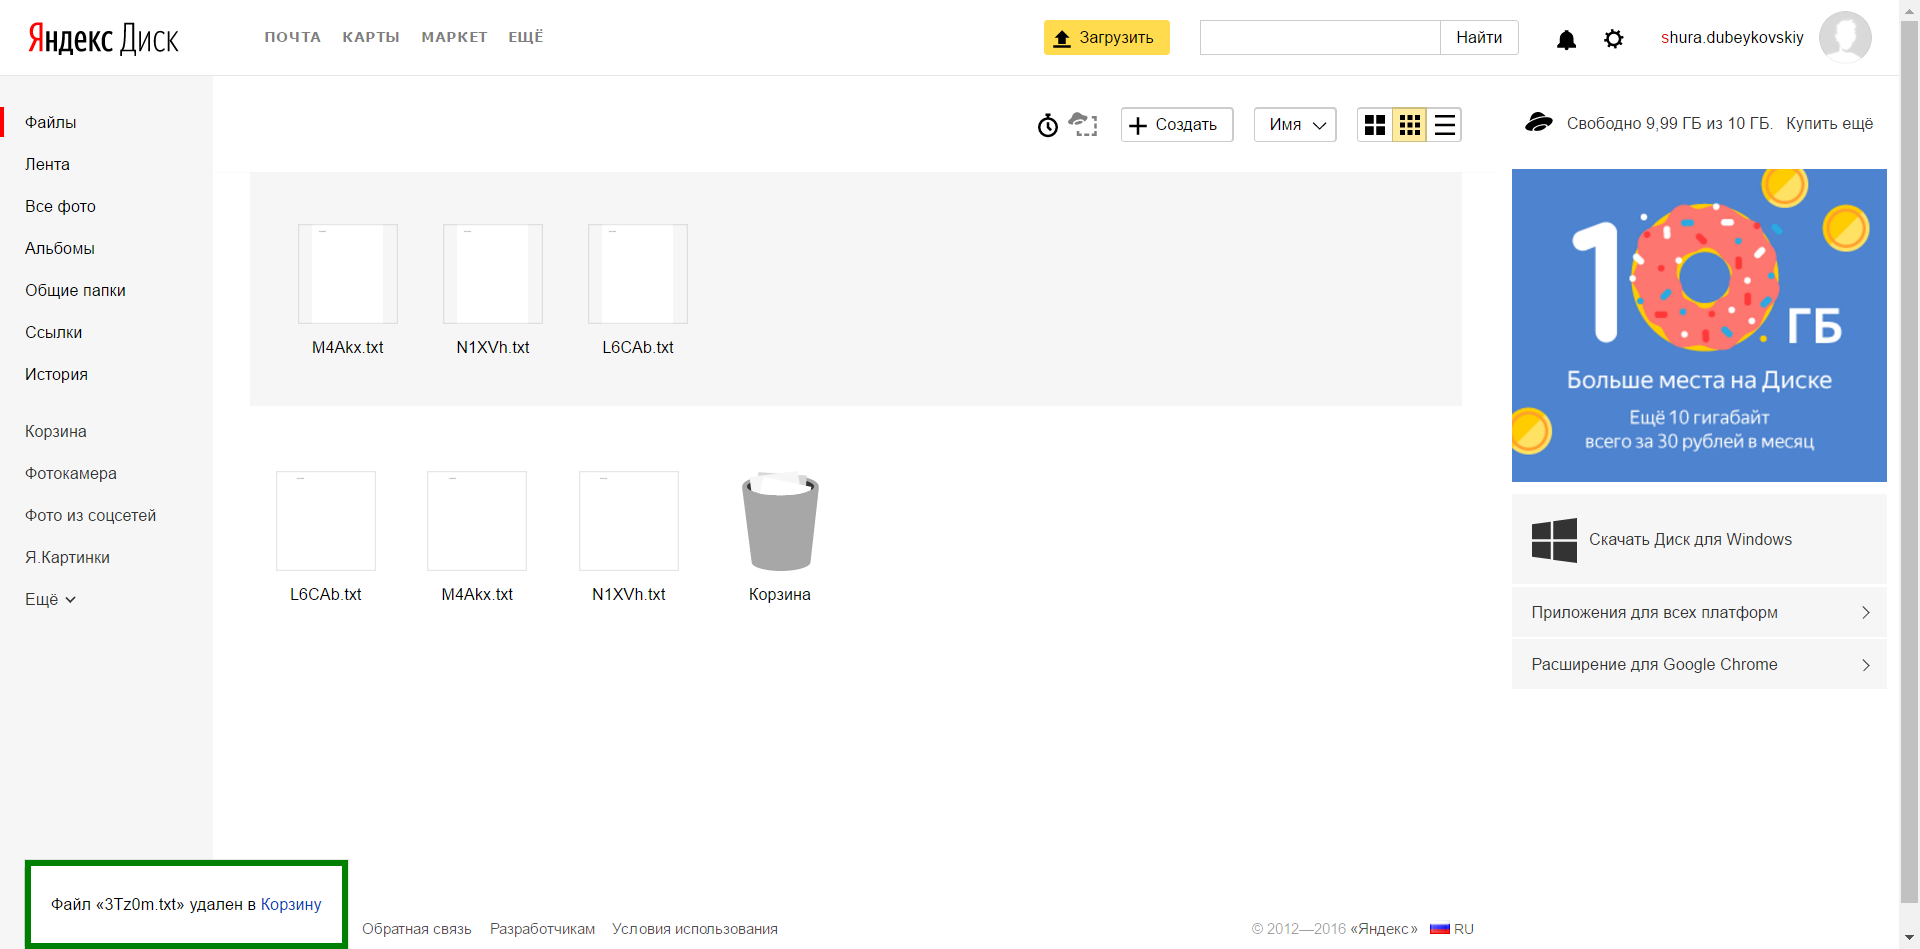 Яндекс Диск
ПОЧТА КАРТЫ МАРКЕТ ЕЩЁ
Загрузить
Найти
shura.dubeykovskiy
Файлы
Лента
Все фото
Альбомы
Общие папки
Ссылки
История
Корзина
Фотокамера
Фото из соцсетей
Я.Картинки
Ещё
Создать
Имя
Свободно 9,99 ГБ из 10 ГБ. Купить ещё
M4Akx.txt N1XVh.txt L6CAb.txt
L6CAb.txt M4Akx.txt N1XVh.txt Корзина
10 ГБ
Больше места на Диске
Ещё 10 гигабайт
всего за 30 рублей в месяц
Скачать Диск для Windows
Приложения для всех платформ
Расширение для Google Chrome
Файл «3Tz0m.txt» удален в Корзину
Обратная связь Разработчикам Условия использования
© 2012—2016 «Яндекс» RU